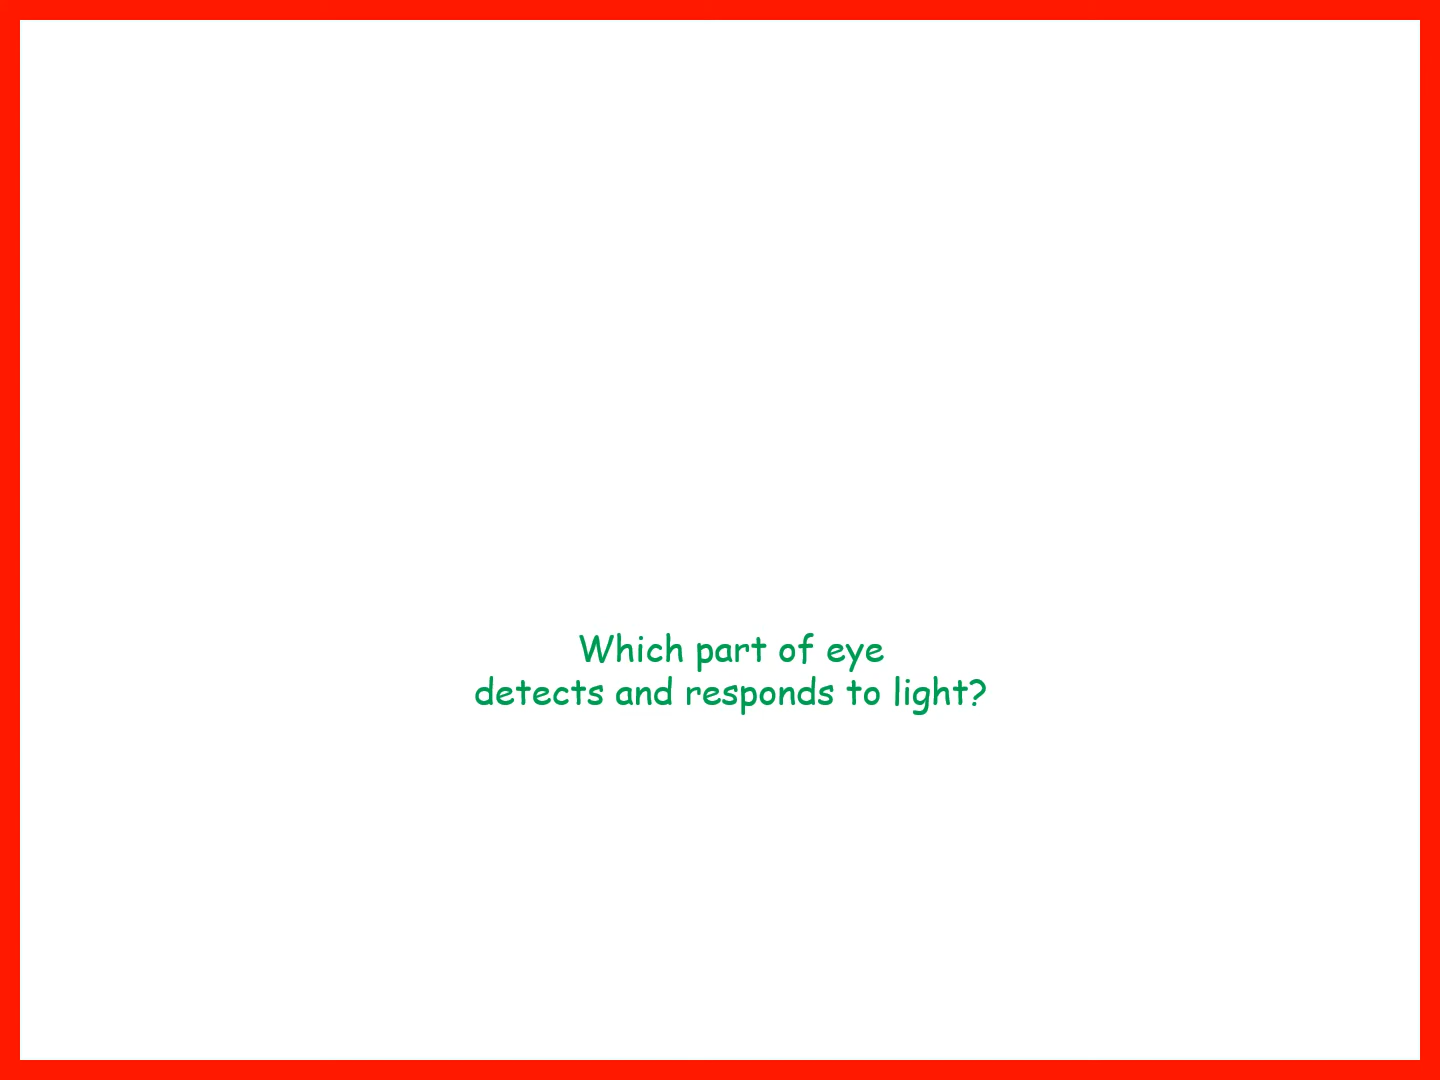 Which part of eye
detects and responds to light?